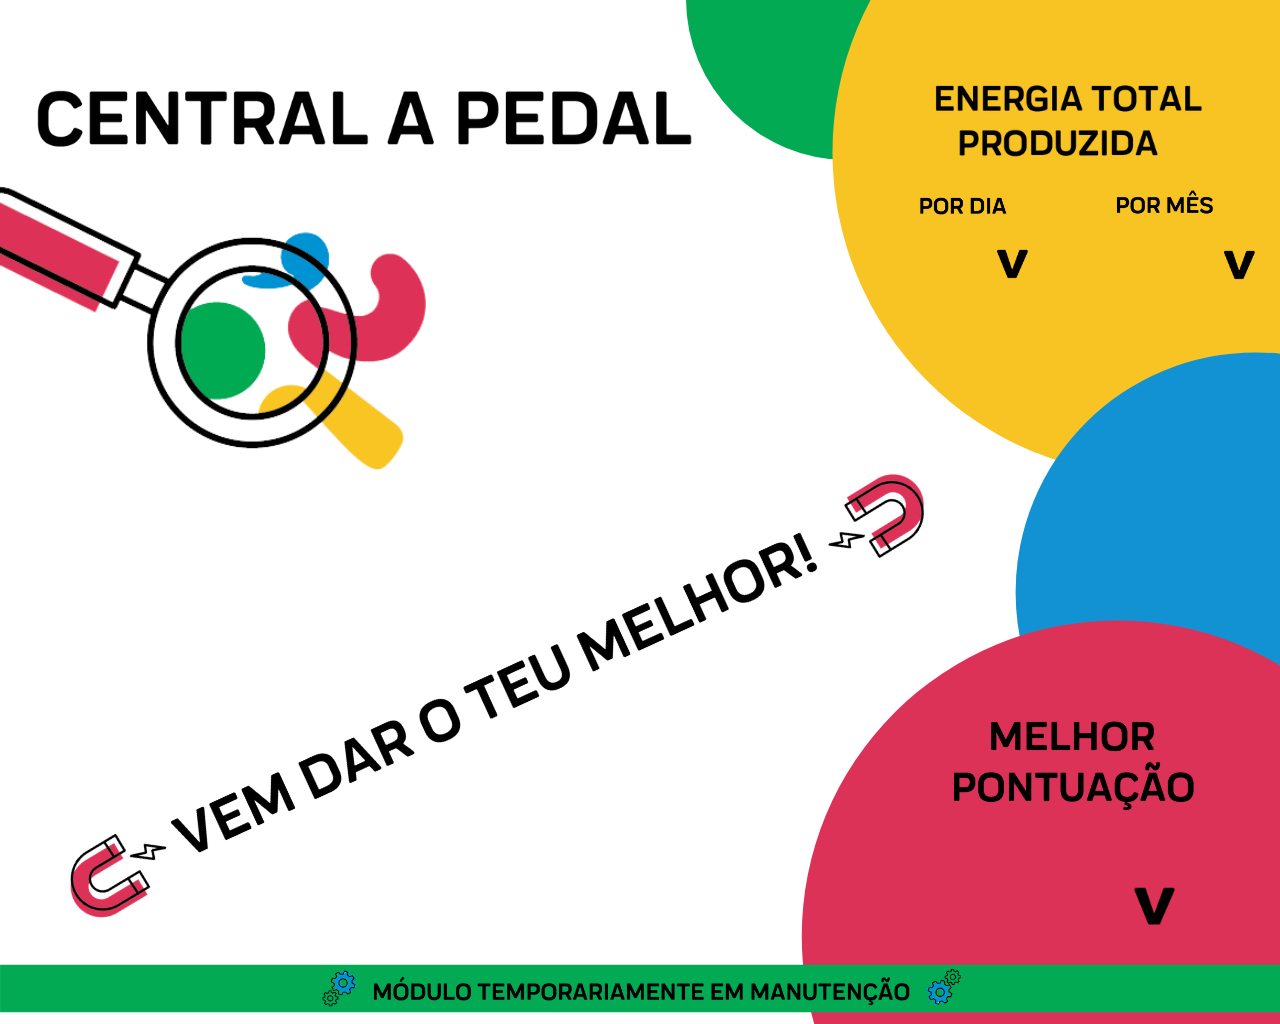 CENTRAL A PEDAL
ENERGIA TOTAL
PRODUZIDA
POR DIA
POR MÊS
V
V
VEM DAR O TEU MELHOR!
MELHOR
PONTUAÇÃO
V
MÓDULO TEMPORARIAMENTE EM MANUTENÇÃO